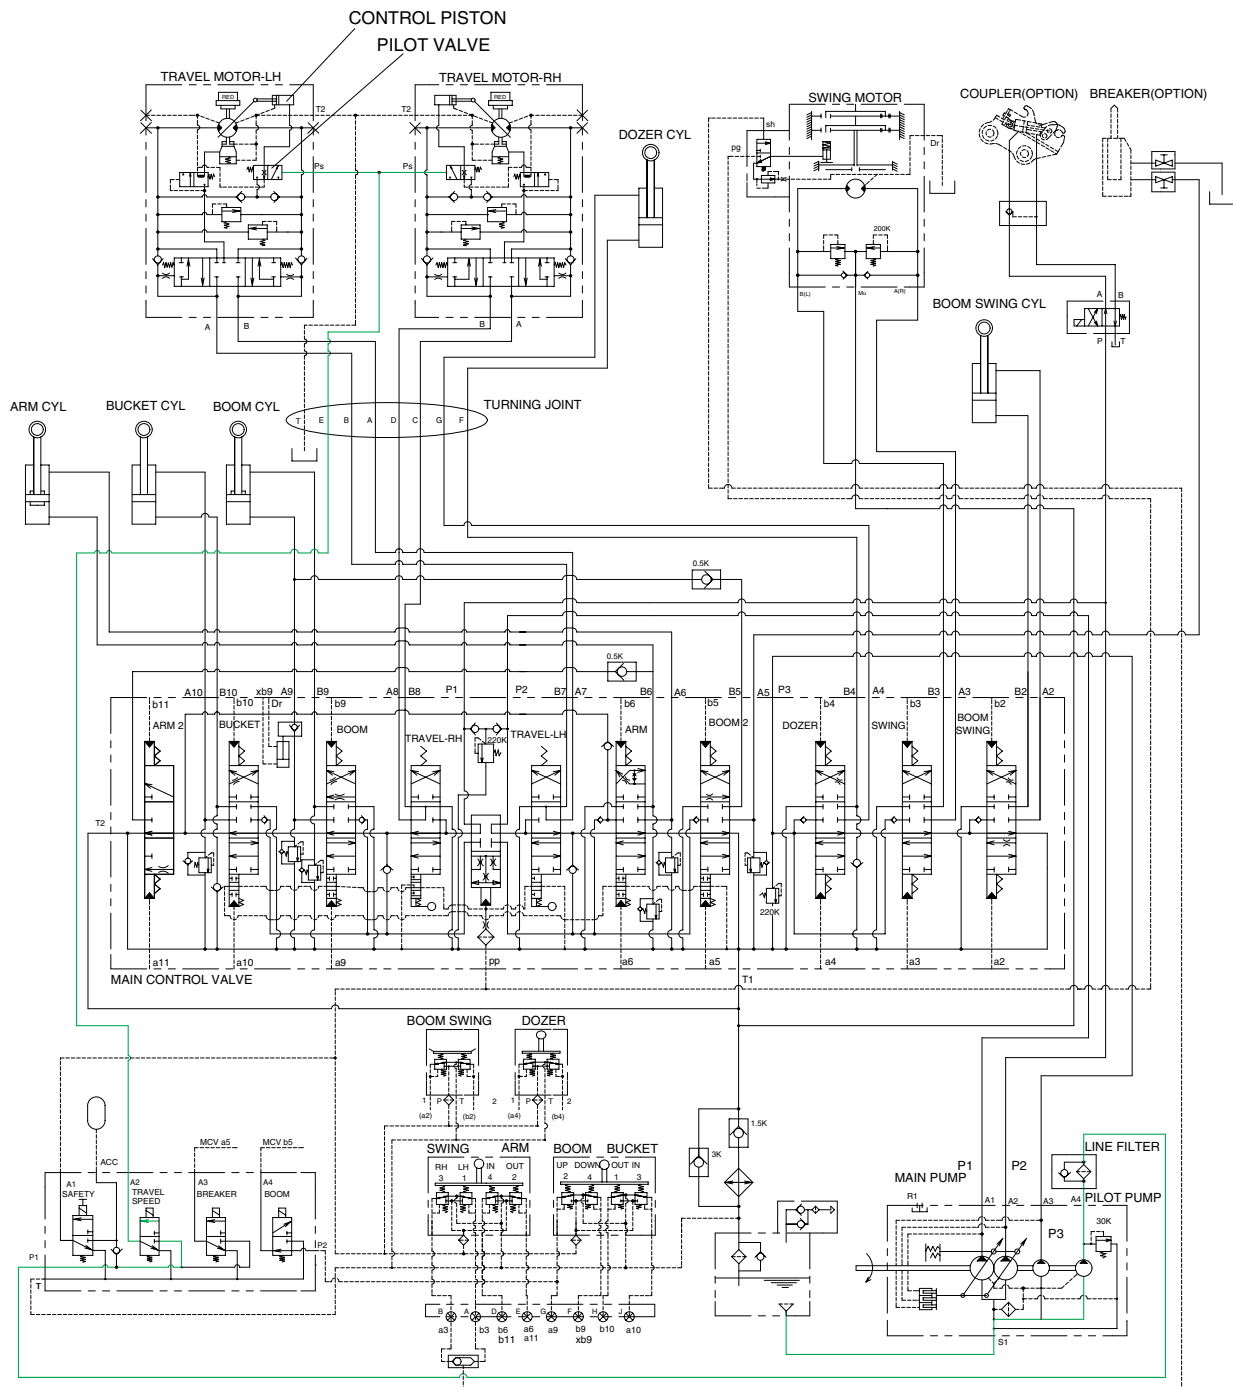 CONTROL PISTON
PILOT VALVE
TRAVEL MOTOR-LH
TRAVEL MOTOR-RH
SWING MOTOR
COUPLER(OPTION)
BREAKER(OPTION)
RED
RED
T2
T2
Ps
Ps
DOZER CYL
sh
pg
Dr
200K
B(L)
Mu
A(R)
A
B
B
A
A B
P T
BOOM SWING CYL
ARM CYL
BUCKET CYL
BOOM CYL
TURNING JOINT
T E B A D C G F
0.5K
0.5K
A10 B10 xb9 A9 B9 A8 B8 P1 P2 B7 A7 B6 A6 B5 A5 P3 B4 A4 B3 A3 B2 A2
b11 b10 Dr b9 b6 b5 b4 b3 b2
ARM 2
BUCKET
BOOM
TRAVEL-RH
220K
TRAVEL-LH
ARM
BOOM 2
DOZER
SWING
BOOM
SWING
T2
220K
a11 a10 a9 pp a6 a5 a4 a3 a2
MAIN CONTROL VALVE
T1
BOOM SWING
DOZER
1 P T 2
(a2) (b2)
1 P T 2
(a4) (b4)
1.5K
3K
SWING ARM
BOOM BUCKET
RH LH IN OUT
3 1 4 2
UP DOWN OUT IN
2 4 1 3
ACC
MCV a5
MCV b5
A1
SAFETY
A2
TRAVEL
SPEED
A3
BREAKER
A4
BOOM
P1
P2
T
B A D E G F H J
a3 b3 b6 a6 a9 b9 b10 a10
b11 a11 xb9
LINE FILTER
MAIN PUMP
P1
P2
PILOT PUMP
R1
A1 A2 A3 A4
P3
30K
S1